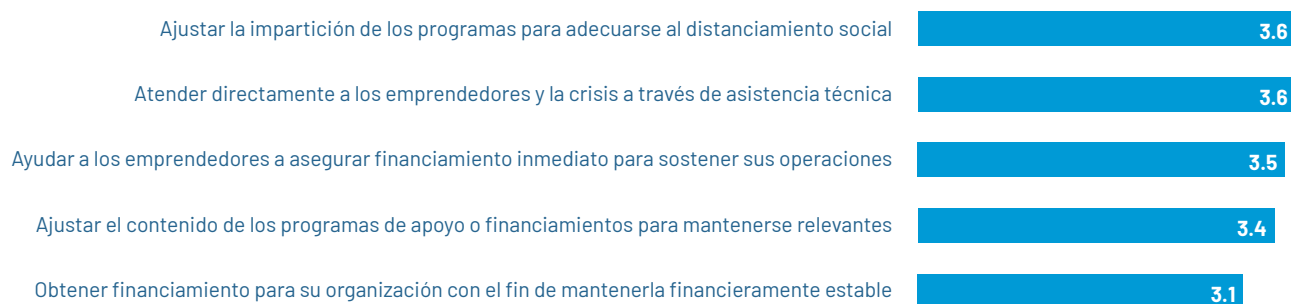 Ajustar la impartición de los programas para adecuarse al distanciamiento social 3.6
Atender directamente a los emprendedores y la crisis a través de asistencia técnica 3.6
Ayudar a los emprendedores a asegurar financiamiento inmediato para sostener sus operaciones 3.5
Ajustar el contenido de los programas de apoyo o financiamientos para mantenerse relevantes 3.4
Obtener financiamiento para su organización con el fin de mantenerla financieramente estable 3.1